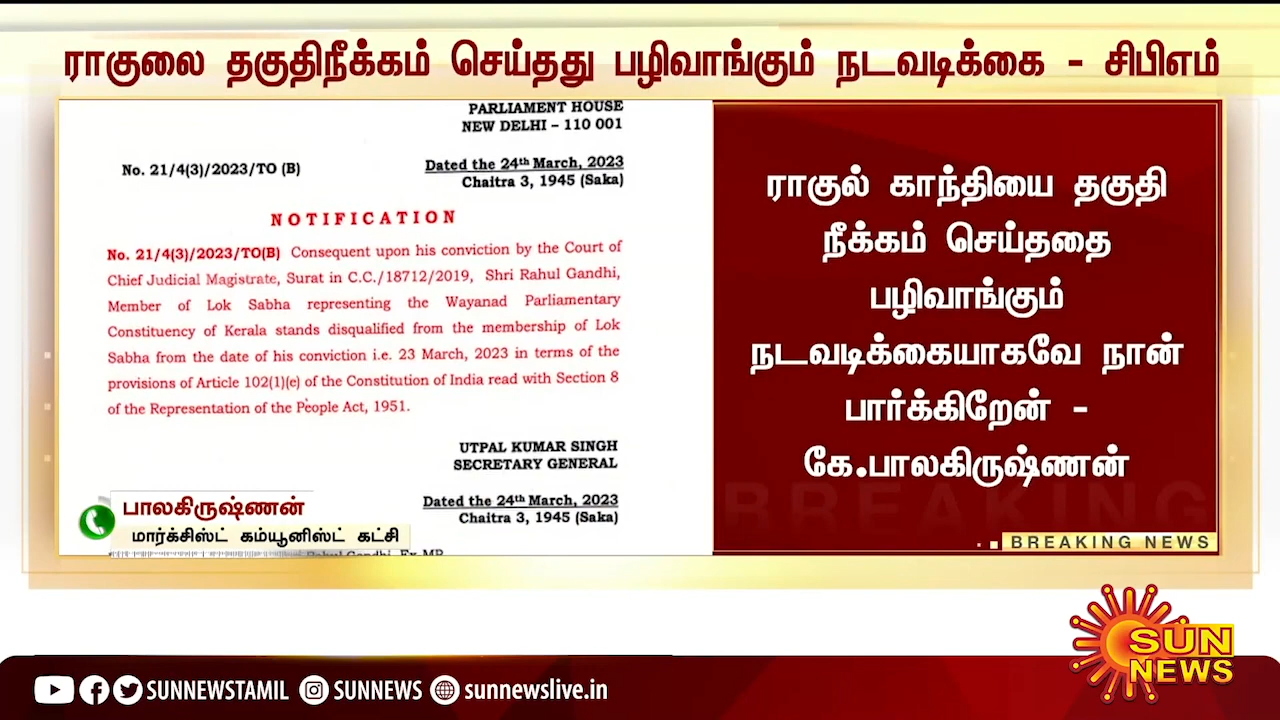 ராகுலை தகுதிநீக்கம் செய்தது பழிவாங்கும் நடவடிக்கை - சிபிஎம்
PARLIAMENT HOUSE
NEW DELHI – 110 001
No. 21/4(3)/2023/TO (B)
Dated the 24th March, 2023
Chaitra 3, 1945 (Saka)
NOTIFICATION
No. 21/4(3)/2023/TO(B) Consequent upon his conviction by the Court of
Chief Judicial Magistrate, Surat in C.C./18712/2019, Shri Rahul Gandhi,
Member of Lok Sabha representing the Wayanad Parliamentary
Constituency of Kerala stands disqualified from the membership of Lok
Sabha from the date of his conviction i.e. 23 March, 2023 in terms of the
provisions of Article 102(1)(e) of the Constitution of India read with Section 8
of the Representation of the People Act, 1951.
UTPAL KUMAR SINGH
SECRETARY GENERAL
Dated the 24th March, 2023
Chaitra 3, 1945 (Saka)
பாலகிருஷ்ணன்
மார்க்சிஸ்ட் கம்யூனிஸ்ட் கட்சி
ராகுல் காந்தியை தகுதி
நீக்கம் செய்ததை
பழிவாங்கும்
நடவடிக்கையாகவே நான்
பார்க்கிறேன் -
கே.பாலகிருஷ்ணன்
BREAKING
BREAKING NEWS
SUN
NEWS
SUNNEWSTAMIL SUNNEWS sunnewslive.in